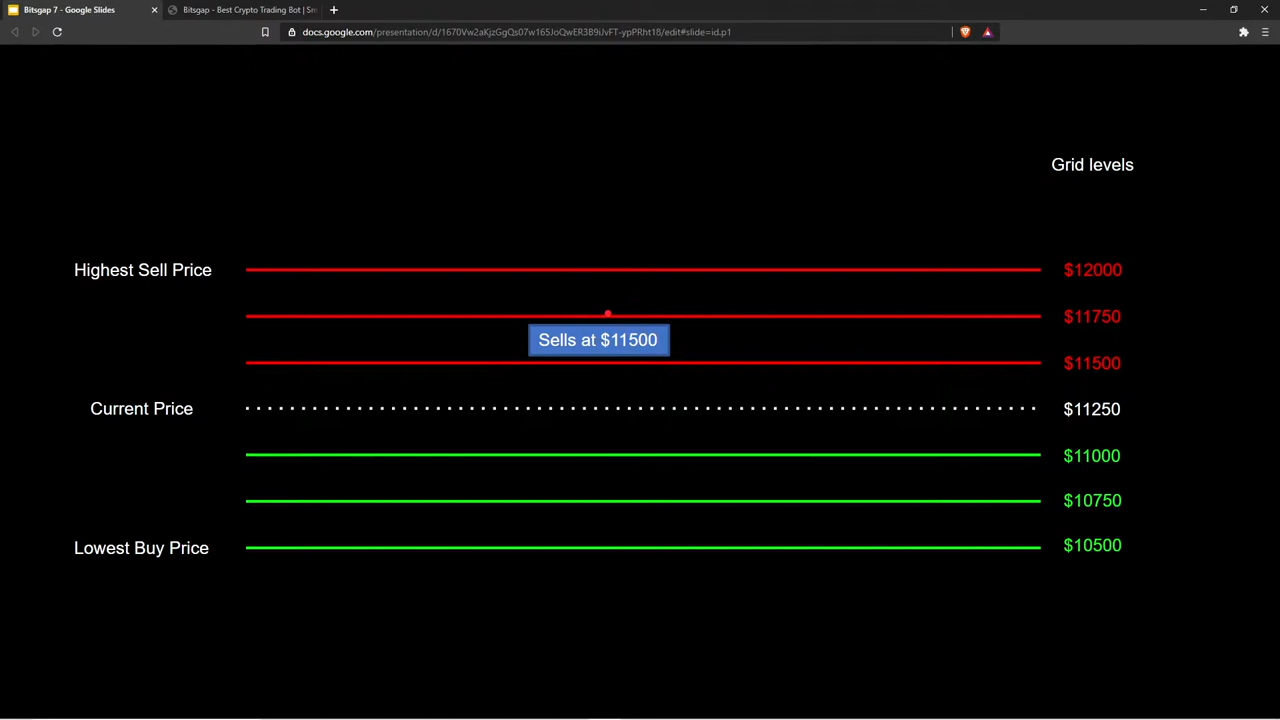 Bitsgap 7 - Google Slides
Bitsgap - Best Crypto Trading Bot | Sm
docs.google.com/presentation/d/1670Vw2aKjzGgQs07w165JoQwER3B9iJvFT-ypPRht18/edit#slide=id.p1
Grid levels
Highest Sell Price
$12000
$11750
Sells at $11500
$11500
Current Price
$11250
$11000
$10750
Lowest Buy Price
$10500